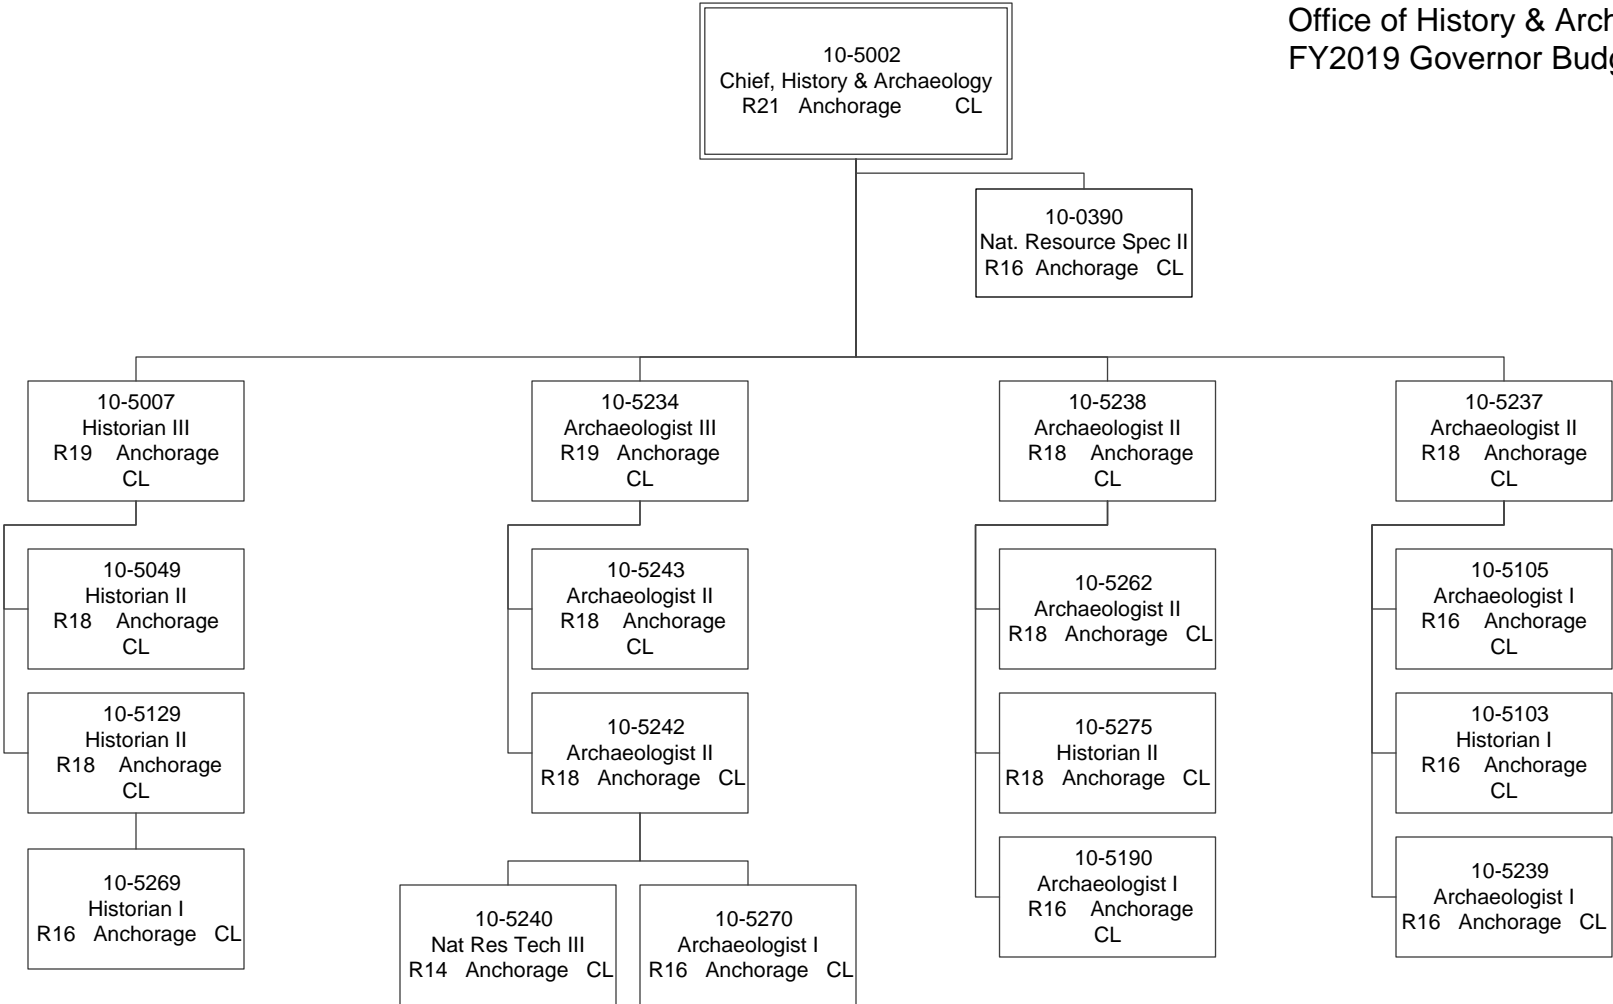 Office of History &
FY2019 Governor
10-5002
Chief, History & Archaeology
R21 Anchorage CL
10-0390
Nat. Resource Spec II
R16 Anchorage CL
10-5007
Historian III
R19 Anchorage
CL
10-5234
Archaeologist III
R19 Anchorage
CL
10-5238
Archaeologist II
R18 Anchorage
CL
10-5237
Archaeologist II
R18 Anchorage
CL
10-5049
Historian II
R18 Anchorage
CL
10-5243
Archaeologist II
R18 Anchorage
CL
10-5262
Archaeologist II
R18 Anchorage CL
10-5105
Archaeologist I
R16 Anchorage
CL
10-5129
Historian II
R18 Anchorage
CL
10-5242
Archaeologist II
R18 Anchorage CL
10-5275
Historian II
R18 Anchorage CL
10-5103
Historian I
R16 Anchorage
CL
10-5269
Historian I
R16 Anchorage CL
10-5240
Nat Res Tech III
R14 Anchorage CL
10-5270
Archaeologist I
R16 Anchorage CL
10-5190
Archaeologist I
R16 Anchorage
CL
10-5239
Archaeologist I
R16 Anchorage CL